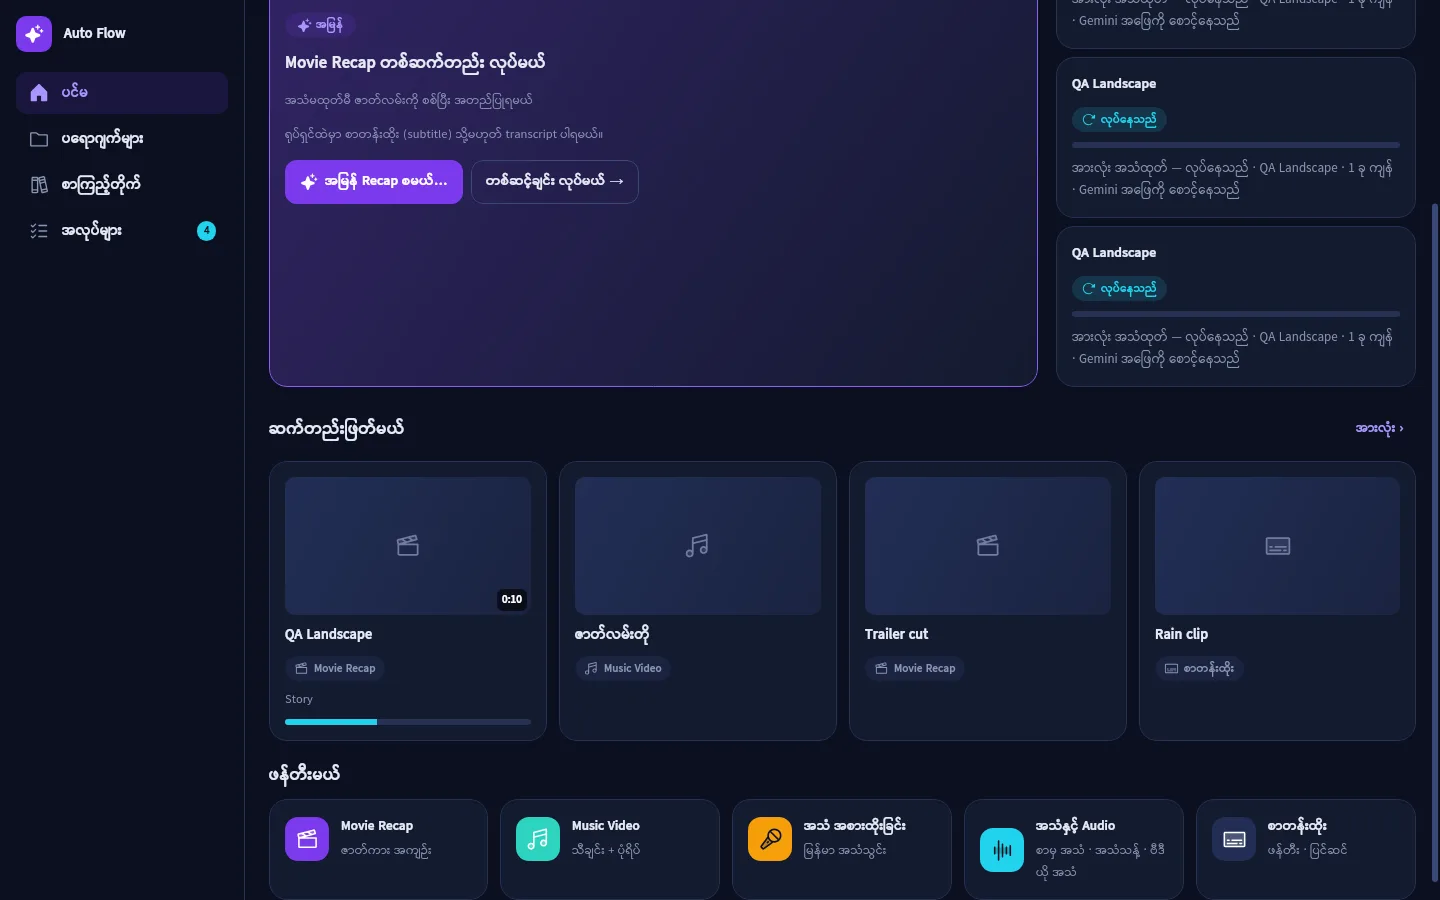 Auto Flow
ပင်မ
ပရောဂျက်များ
စာကြည့်တိုက်
အလုပ်များ
4
အမြန်
Movie Recap တစ်ဆက်တည်း လုပ်မယ်
အသံမထုတ်မီ ဇာတ်လမ်းကို စစ်ပြီး အတည်ပြုရမယ်
ရုပ်ရှင်ထဲမှာ စာတန်းထိုး (subtitle) သို့မဟုတ် transcript ပါရမယ်။
အမြန် Recap စမယ်…
တစ်ဆင့်ချင်း လုပ်မယ် →
· Gemini အဖြေကို စောင့်နေသည်
QA Landscape
လုပ်နေသည်
အားလုံး အသံထုတ် — လုပ်နေသည် · QA Landscape · 1 ခု ကျန်
· Gemini အဖြေကို စောင့်နေသည်
QA Landscape
လုပ်နေသည်
အားလုံး အသံထုတ် — လုပ်နေသည် · QA Landscape · 1 ခု ကျန်
· Gemini အဖြေကို စောင့်နေသည်
ဆက်တည်းဖြတ်မယ်
အားလုံး ›
0:10
QA Landscape
Movie Recap
Story
ဇာတ်လမ်းတို
Music Video
Trailer cut
Movie Recap
Rain clip
စာတန်းထိုး
ဖန်တီးမယ်
Movie Recap
ဇာတ်ကား အကျဉ်း
Music Video
သီချင်း + ပုံရိပ်
အသံ အစားထိုးခြင်း
မြန်မာ အသံသွင်း
အသံနှင့် Audio
စာမှ အသံ · အသံသန့် · ဗီဒီ
ယို အသံ
စာတန်းထိုး
ဖန်တီး · ပြင်ဆင်